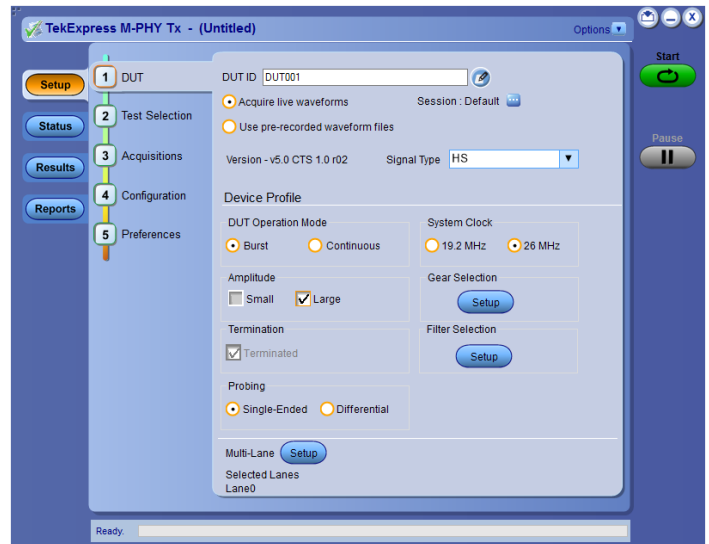 TekExpress M-PHY Tx - (Untitled)
Options
Start
Pause
Setup
Status
Results
Reports
1 DUT
2 Test Selection
3 Acquisitions
4 Configuration
5 Preferences
DUT ID DUT001
Acquire live waveforms Session : Default
Use pre-recorded waveform files
Version - v5.0 CTS 1.0 r02 Signal Type HS
Device Profile
DUT Operation Mode
Burst Continuous
System Clock
19.2 MHz 26 MHz
Amplitude
Small Large
Gear Selection
Setup
Termination
Terminated
Filter Selection
Setup
Probing
Single-Ended Differential
Multi-Lane Setup
Selected Lanes
Lane0
Ready.